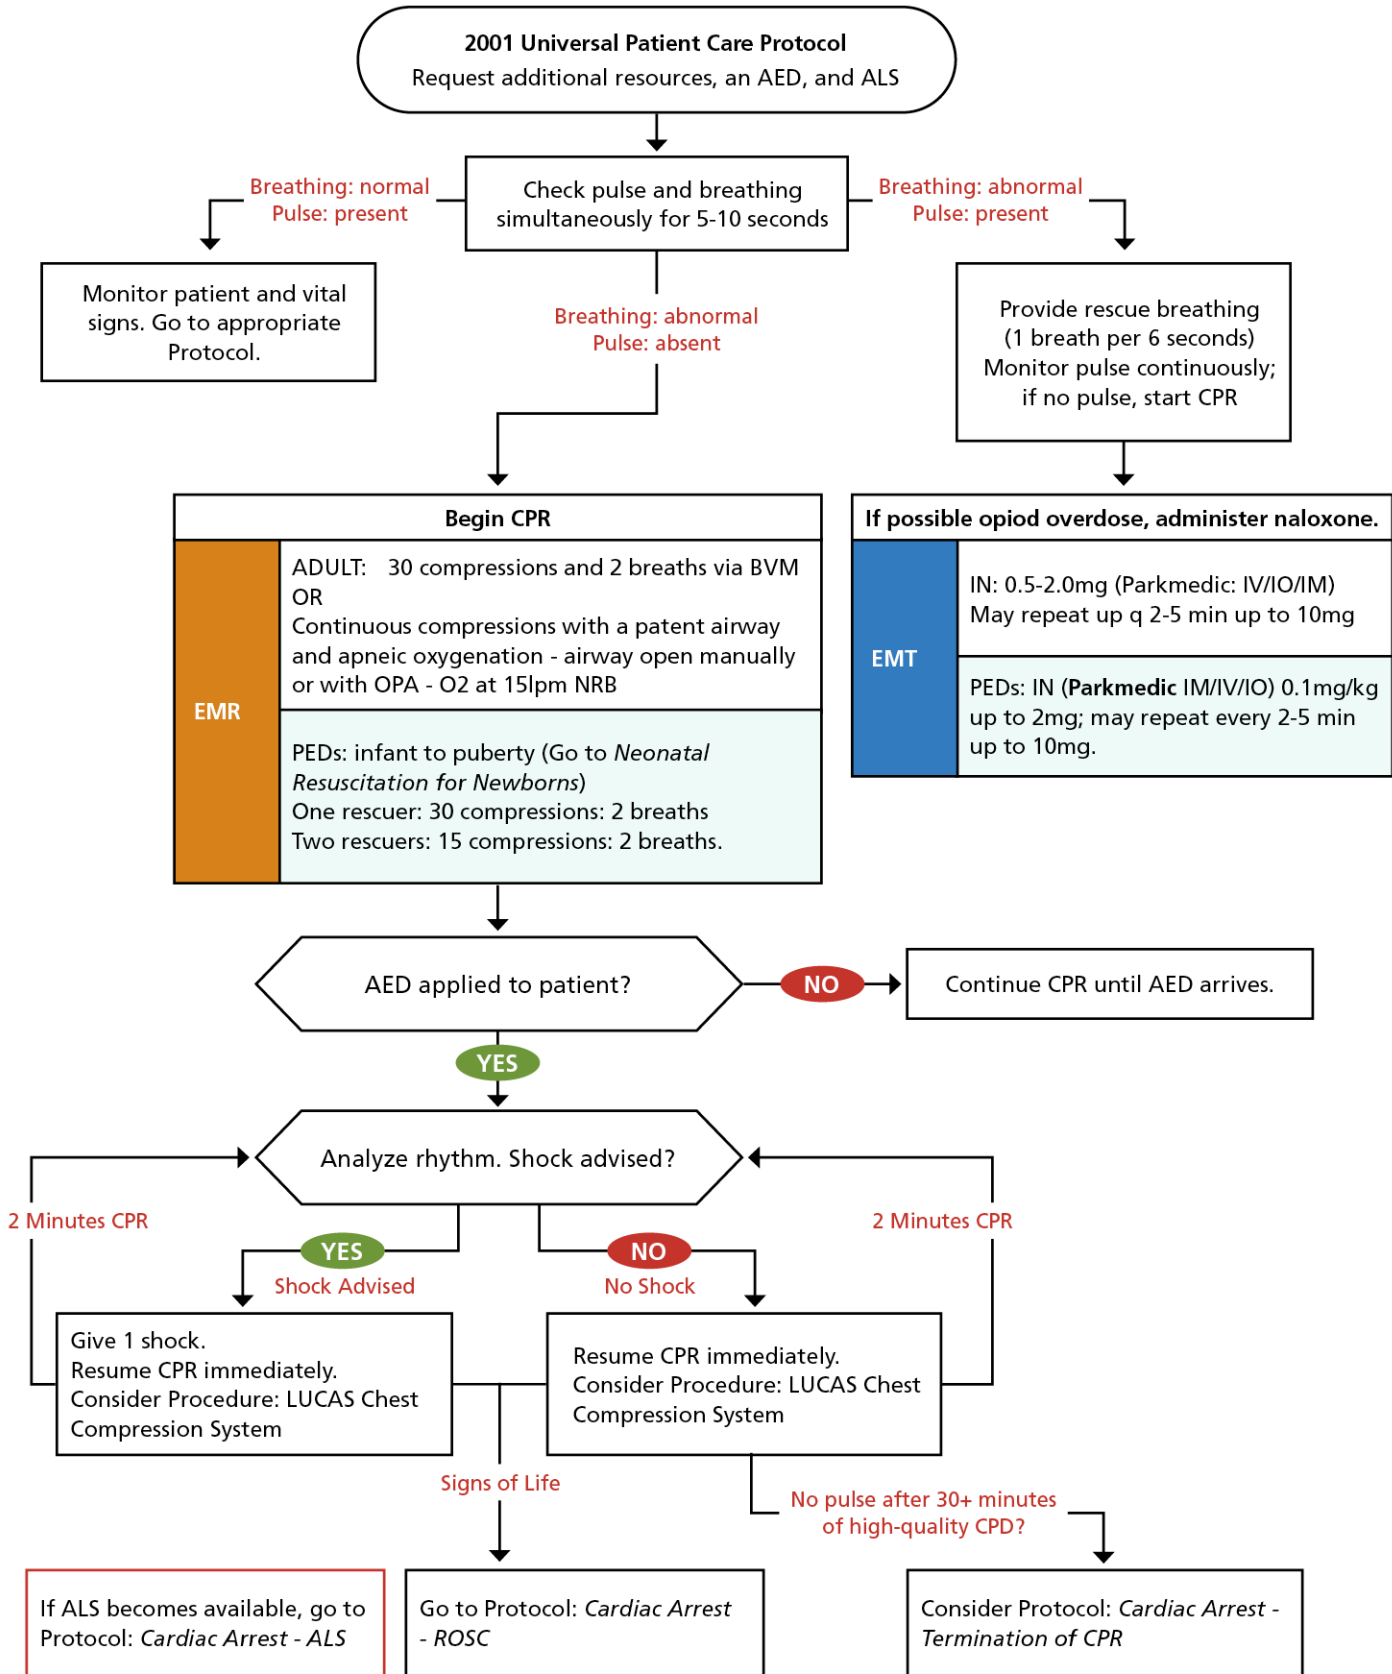 2001 Universal Patient Care Protocol
Request additional resources, an AED, and ALS
Breathing: normal
Pulse: present
Check pulse and breathing
simultaneously for 5-10 seconds
Breathing: abnormal
Pulse: present
Monitor patient and vital
signs. Go to appropriate
Protocol.
Breathing: abnormal
Pulse: absent
Provide rescue breathing
(1 breath per 6 seconds)
Monitor pulse continuously;
if no pulse, start CPR
Begin CPR
EMR
ADULT: 30 compressions and 2 breaths via BVM
OR
Continuous compressions with a patent airway
and apneic oxygenation - airway open manually
or with OPA - O2 at 15lpm NRB
PEDs: infant to puberty (Go to Neonatal
Resuscitation for Newborns)
One rescuer: 30 compressions: 2 breaths
Two rescuers: 15 compressions: 2 breaths.
If possible opiod overdose, administer naloxone.
EMT
IN: 0.5-2.0mg (Parkmedic: IV/IO/IM)
May repeat up q 2-5 min up to 10mg
PEDs: IN (Parkmedic IM/IV/IO) 0.1mg/kg
up to 2mg; may repeat every 2-5 min
up to 10mg.
AED applied to patient?
NO
Continue CPR until AED arrives.
YES
Analyze rhythm. Shock advised?
2 Minutes CPR
2 Minutes CPR
YES
Shock Advised
NO
No Shock
Give 1 shock.
Resume CPR immediately.
Consider Procedure: LUCAS Chest
Compression System
Resume CPR immediately.
Consider Procedure: LUCAS Chest
Compression System
Signs of Life
No pulse after 30+ minutes
of high-quality CPD?
If ALS becomes available, go to
Protocol: Cardiac Arrest - ALS
Go to Protocol: Cardiac Arrest
- ROSC
Consider Protocol: Cardiac Arrest -
Termination of CPR